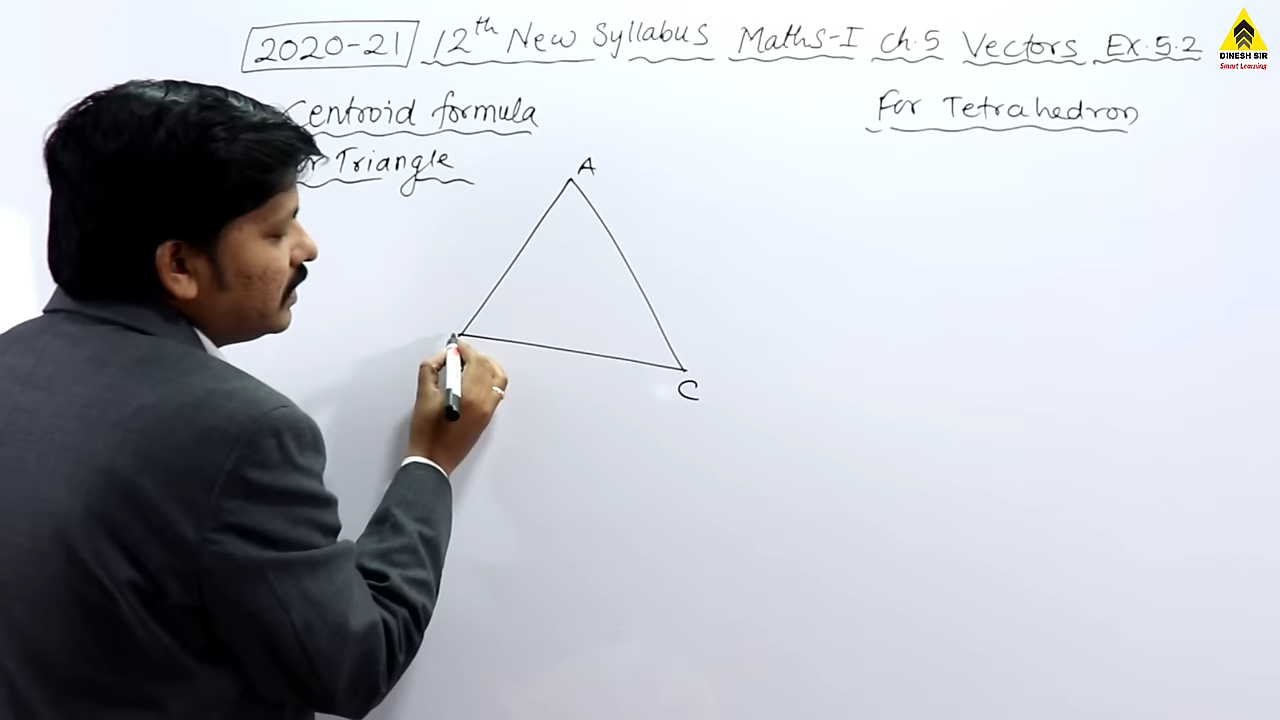 2020-21 12th New Syllabus Maths-I Ch.5 Vectors Ex.5.2
DINESH SIR
Smart Learning
Centroid formula
For Tetrahedron
Triangle
A
C